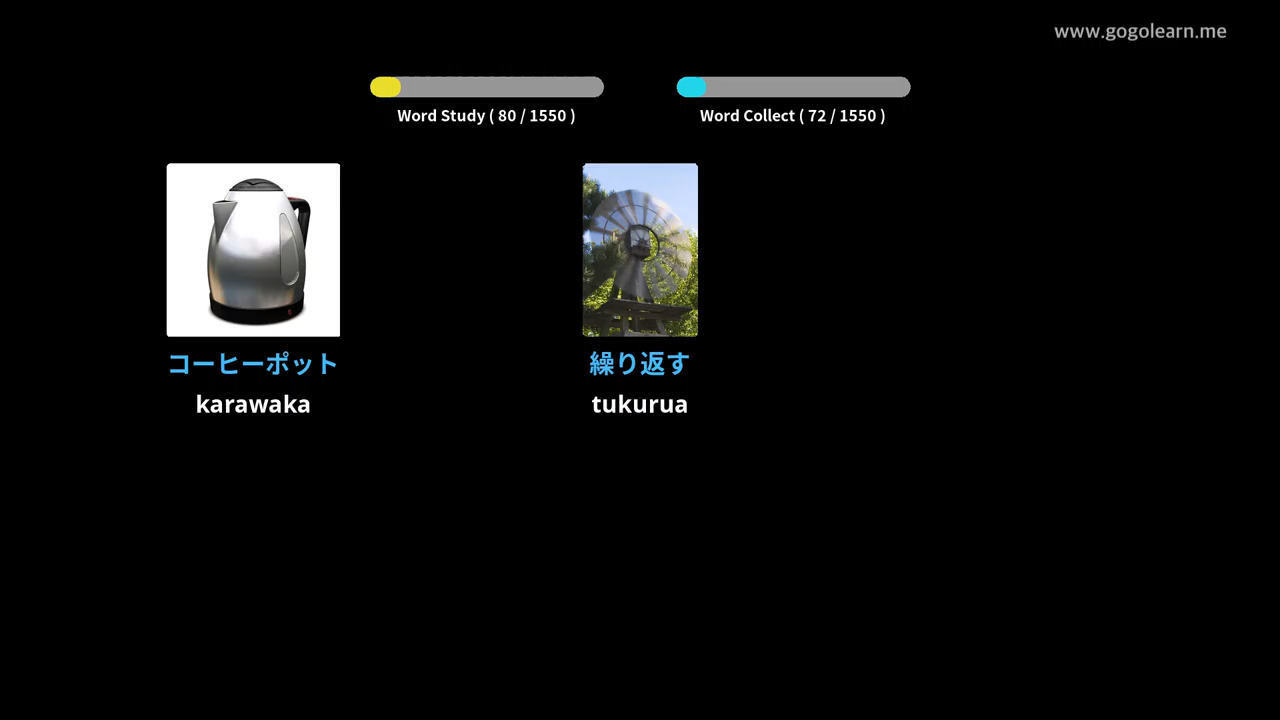 www.gogolearn.me
Word Study ( 80 / 1550 )
Word Collect ( 72 / 1550 )
コーヒーポット
karawaka
繰り返す
tukurua